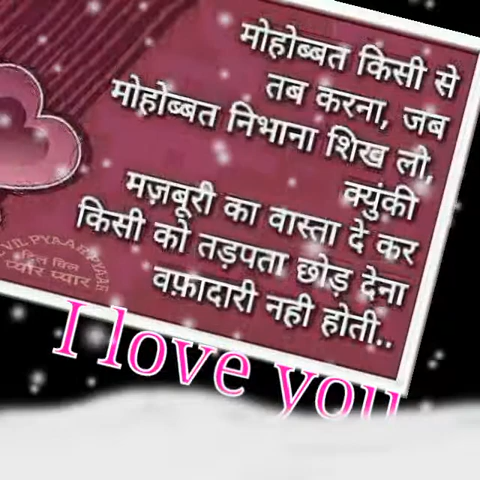 मोहोब्बत किसी से
तब करना, जब
मोहोब्बत निभाना शिख लो,
क्युंकी
मज़बूरी का वास्ता दे कर
किसी को तड़पता छोड़ देना
वफ़ादारी नही होती..
प्यार प्यार
I love you